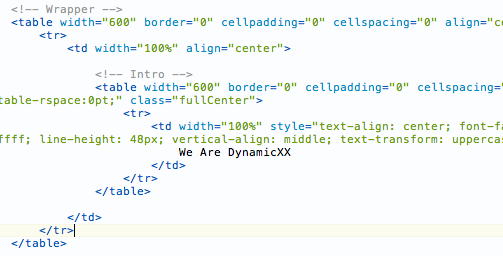 <!-- Wrapper -->
<table width="600" border="0" cellpadding="0" cellspacing="0" align="ce
<tr>
<td width="100%" align="center">
<!-- Intro -->
<table width="600" border="0" cellpadding="0" cellspacing=
table-rspace:0pt;" class="fullCenter">
<tr>
<td width="100%" style="text-align: center; font-fa
ffff; line-height: 48px; vertical-align: middle; text-transform: upperca
We Are DynamicXX
</td>
</tr>
</table>
</td>
</tr>
</table>